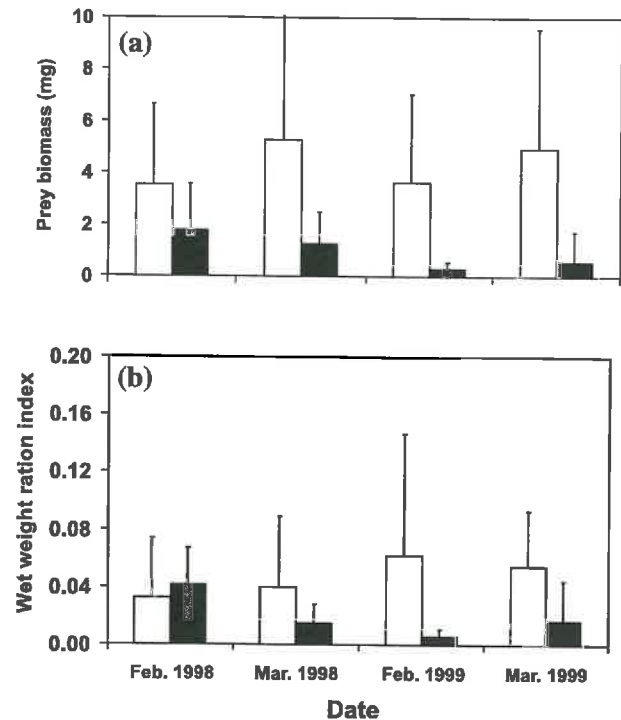 (a)
Prey biomass (mg)
10
8
6
4
2
0
(b)
Wet weight ration index
0.20
0.16
0.12
0.08
0.04
0.00
Feb. 1998 Mar. 1998 Feb. 1999 Mar. 1999
Date